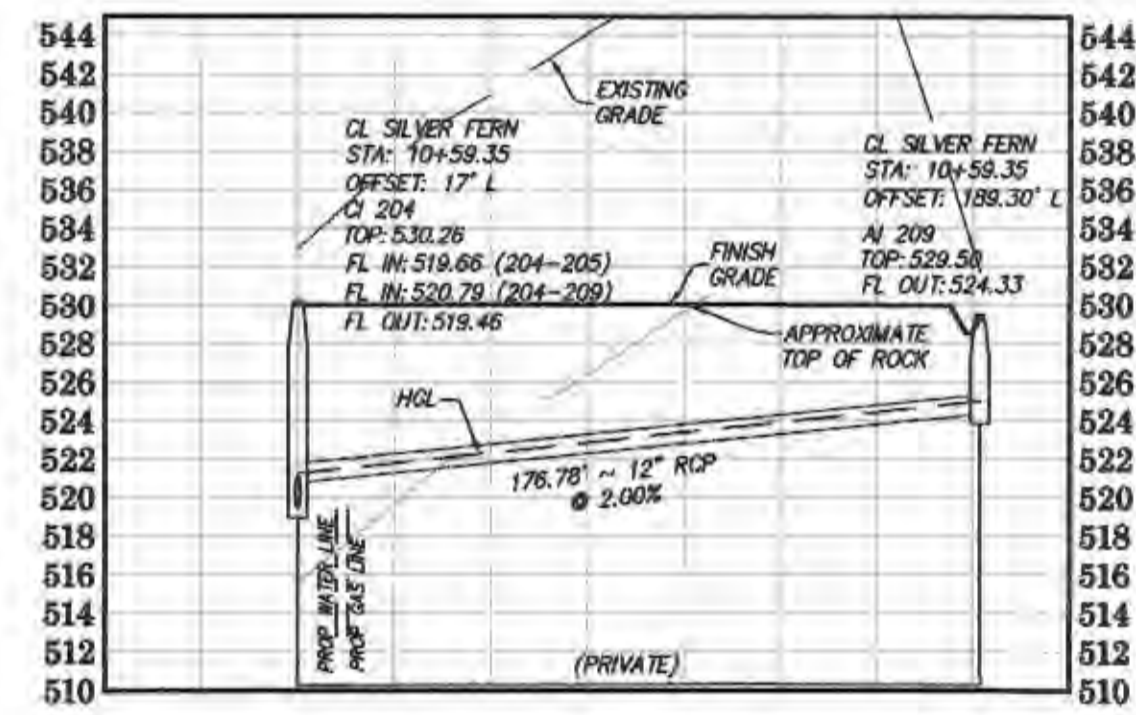 544
542
540
538
536
534
532
530
528
526
524
522
520
518
516
514
512
510
EXISTING
GRADE
CL SILVER FERN
STA: 10+59.35
OFFSET: 17' L
CI 204
TOP: 530.26
FL IN: 519.66 (204-205)
FL IN: 520.79 (204-209)
FL OUT: 519.46
CL SILVER FERN
STA: 10+59.35
OFFSET: 189.30' L
AI 209
TOP: 529.50
FL OUT: 524.33
FINISH
GRADE
APPROXIMATE
TOP OF ROCK
HGL
176.78' ~ 12" RCP
@ 2.00%
PROP WATER LINE
PROP GAS LINE
(PRIVATE)
544
542
540
538
536
534
532
530
528
526
524
522
520
518
516
514
512
510